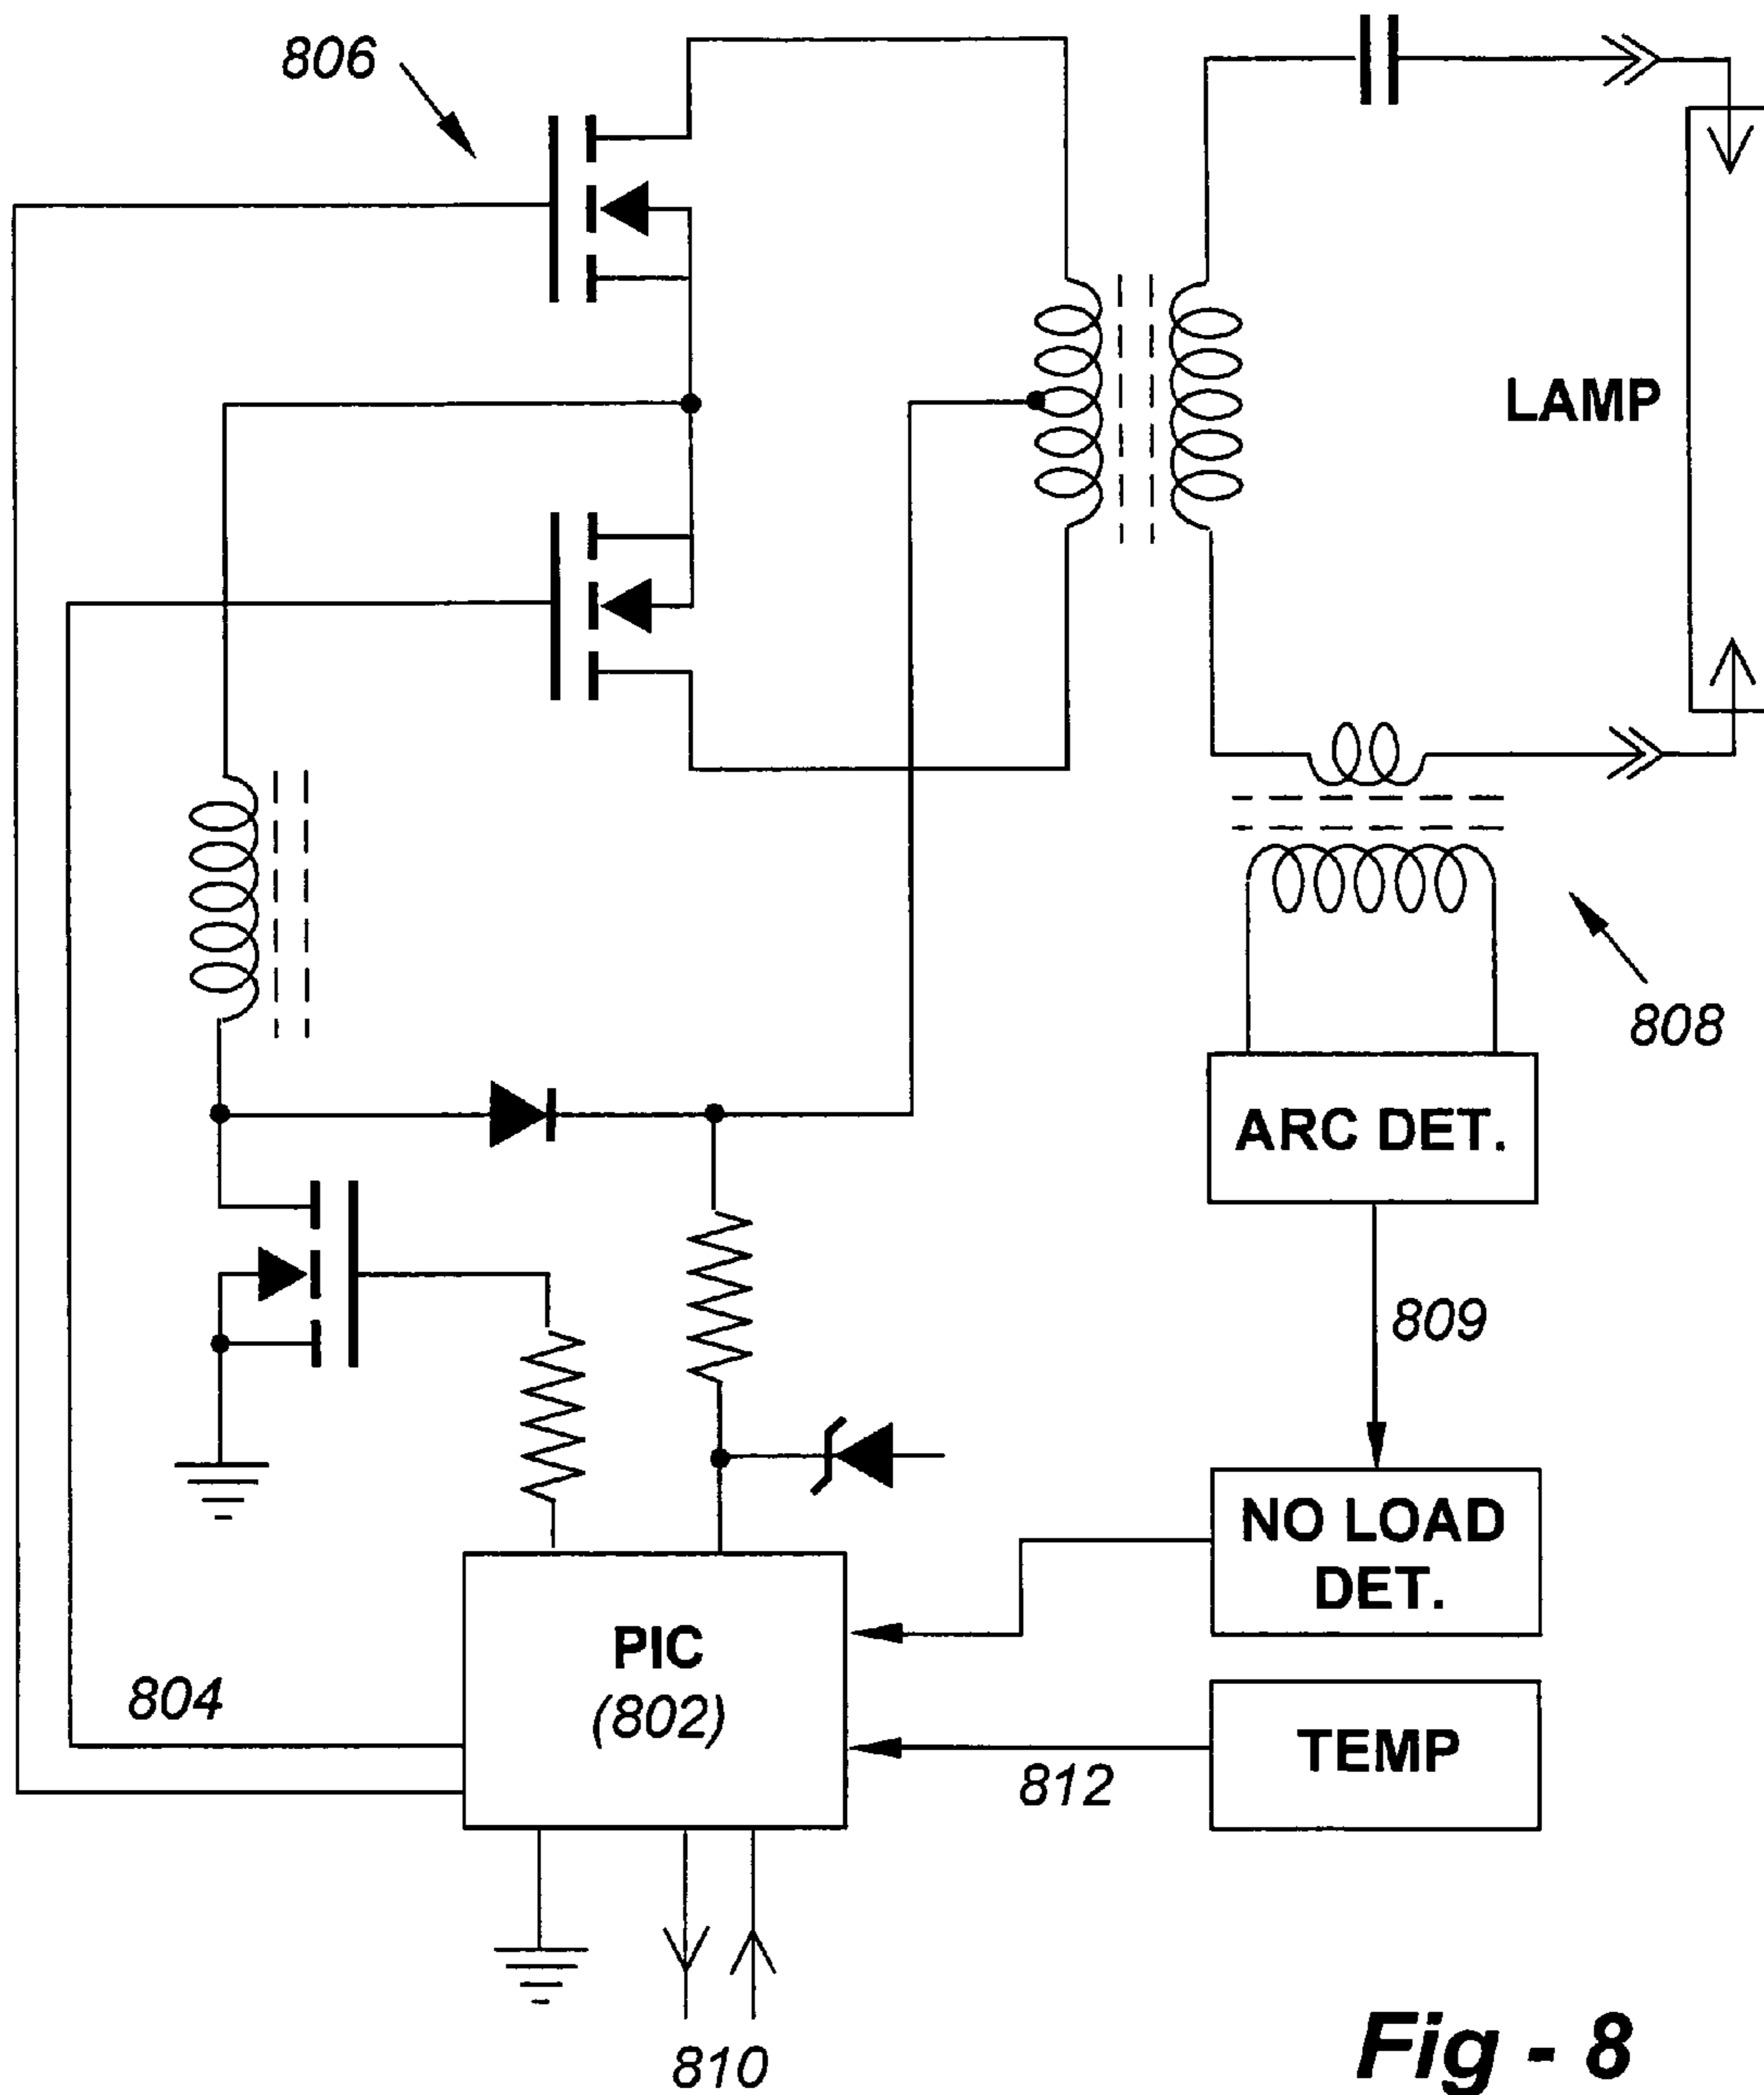 806
LAMP
808
ARC DET.
809
NO LOAD
DET.
PIC
(802)
804
TEMP
812
810
Fig - 8